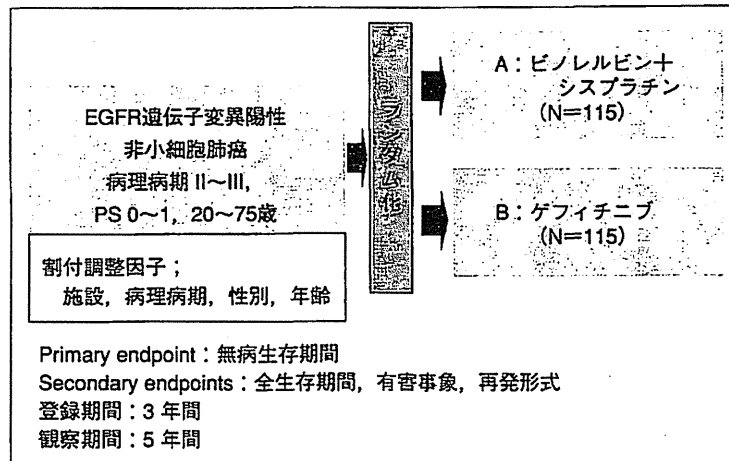 EGFR遺伝子変異陽性
非小細胞肺癌
病理病期 II～III,
PS 0～1, 20～75歳
割付調整因子；
施設, 病理病期, 性別, 年齢
ランダム化
A：ビノレルビン＋
シスプラチン
(N＝115)
B：ゲフィチニブ
(N＝115)
Primary endpoint：無病生存期間
Secondary endpoints：全生存期間, 有害事象, 再発形式
登録期間：3 年間
観察期間：5 年間